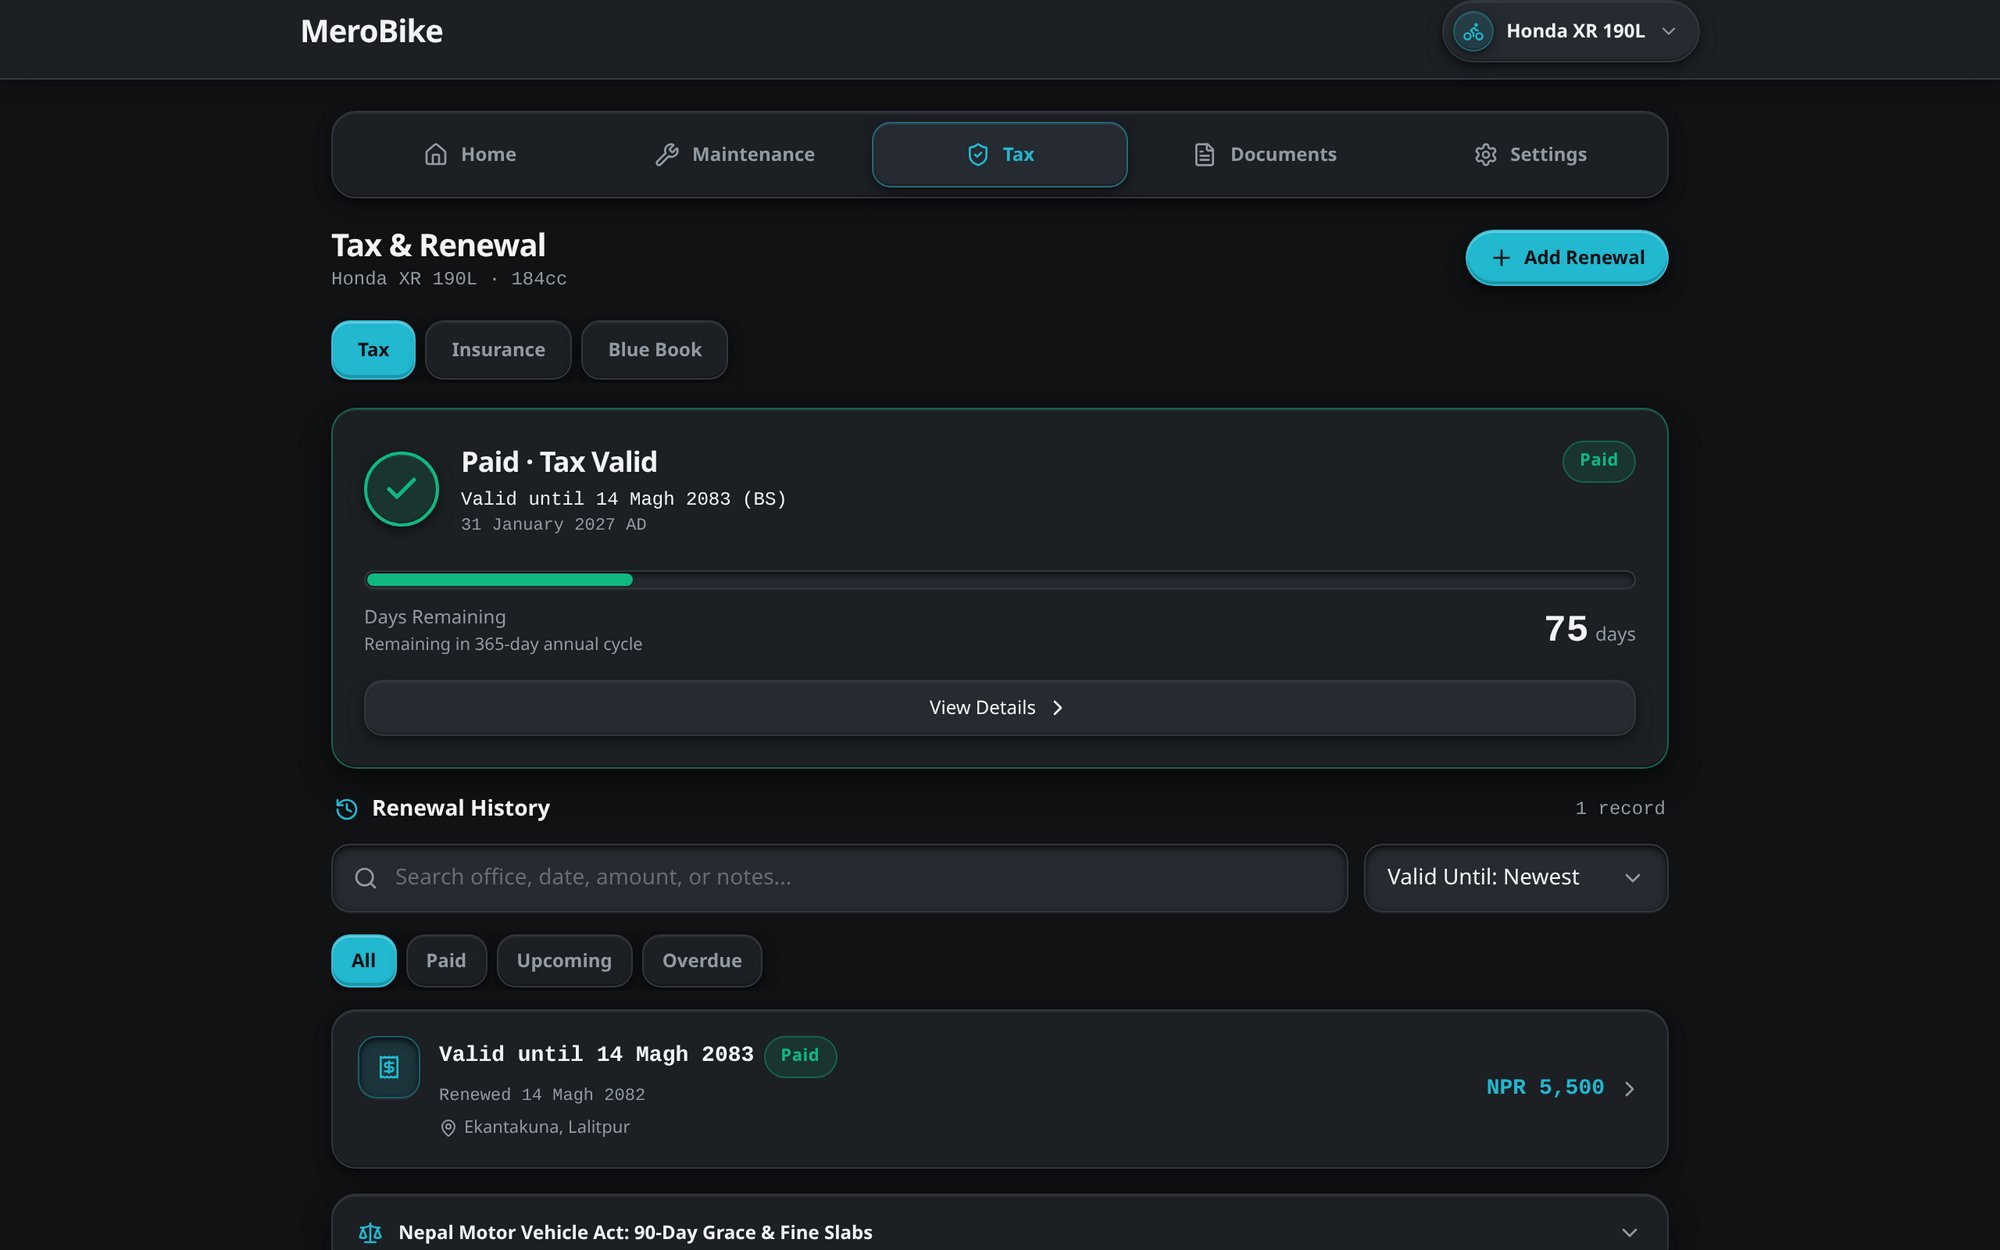 MeroBike
Honda XR 190L
Home
Maintenance
Tax
Documents
Settings
Tax & Renewal
Honda XR 190L · 184cc
Add Renewal
Tax
Insurance
Blue Book
Paid · Tax Valid
Paid
Valid until 14 Magh 2083 (BS)
31 January 2027 AD
Days Remaining
Remaining in 365-day annual cycle
75 days
View Details
Renewal History
1 record
Search office, date, amount, or notes...
Valid Until: Newest
All
Paid
Upcoming
Overdue
Valid until 14 Magh 2083
Paid
Renewed 14 Magh 2082
Ekantakuna, Lalitpur
NPR 5,500
Nepal Motor Vehicle Act: 90-Day Grace & Fine Slabs